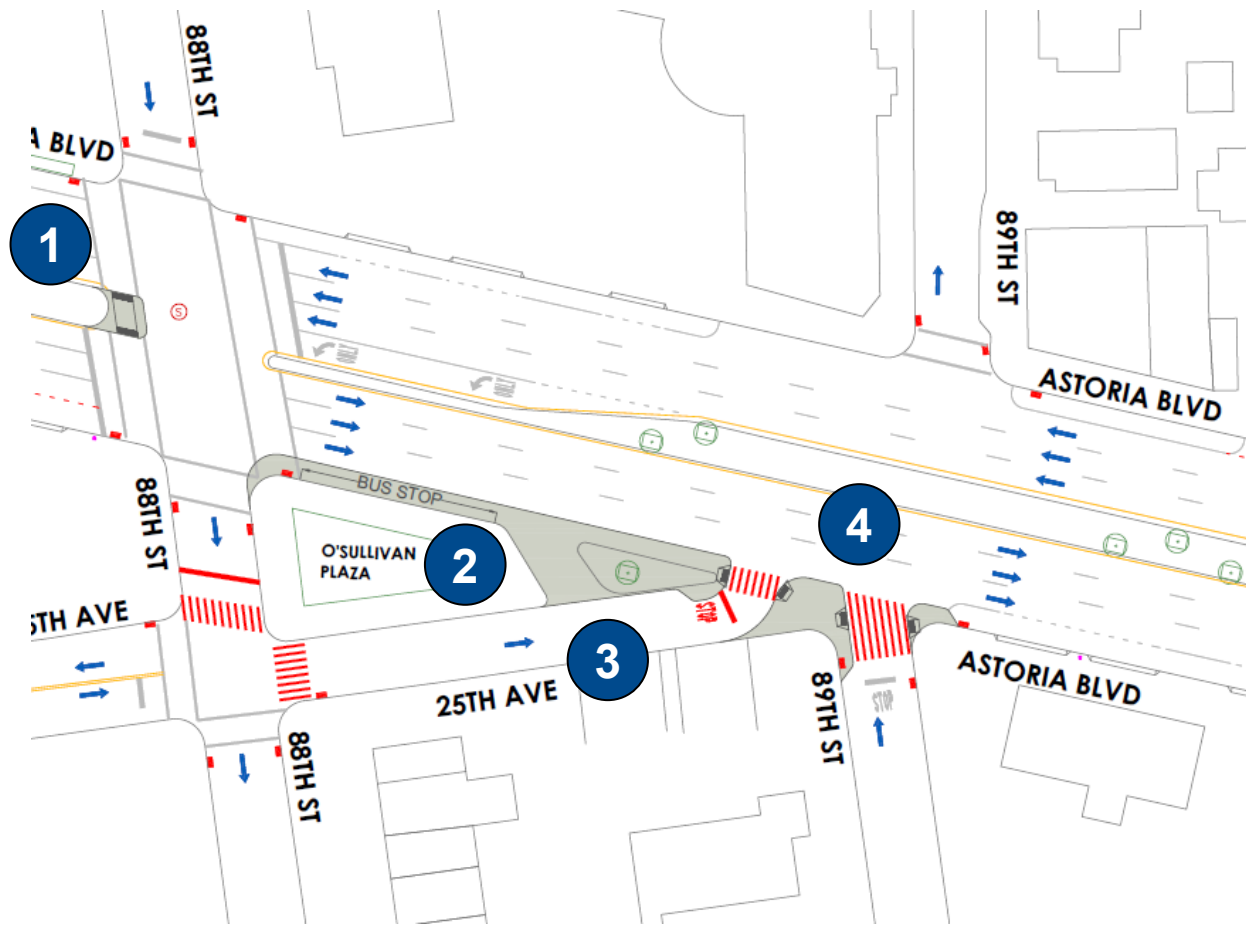 88TH ST
A BLVD
1
S
89TH ST
ONLY
ONLY
ASTORIA BLVD
BUS STOP
88TH ST
4
O'SULLIVAN
PLAZA
2
STOP
5TH AVE
3
25TH AVE
ASTORIA BLVD
89TH ST
STOP
88TH ST